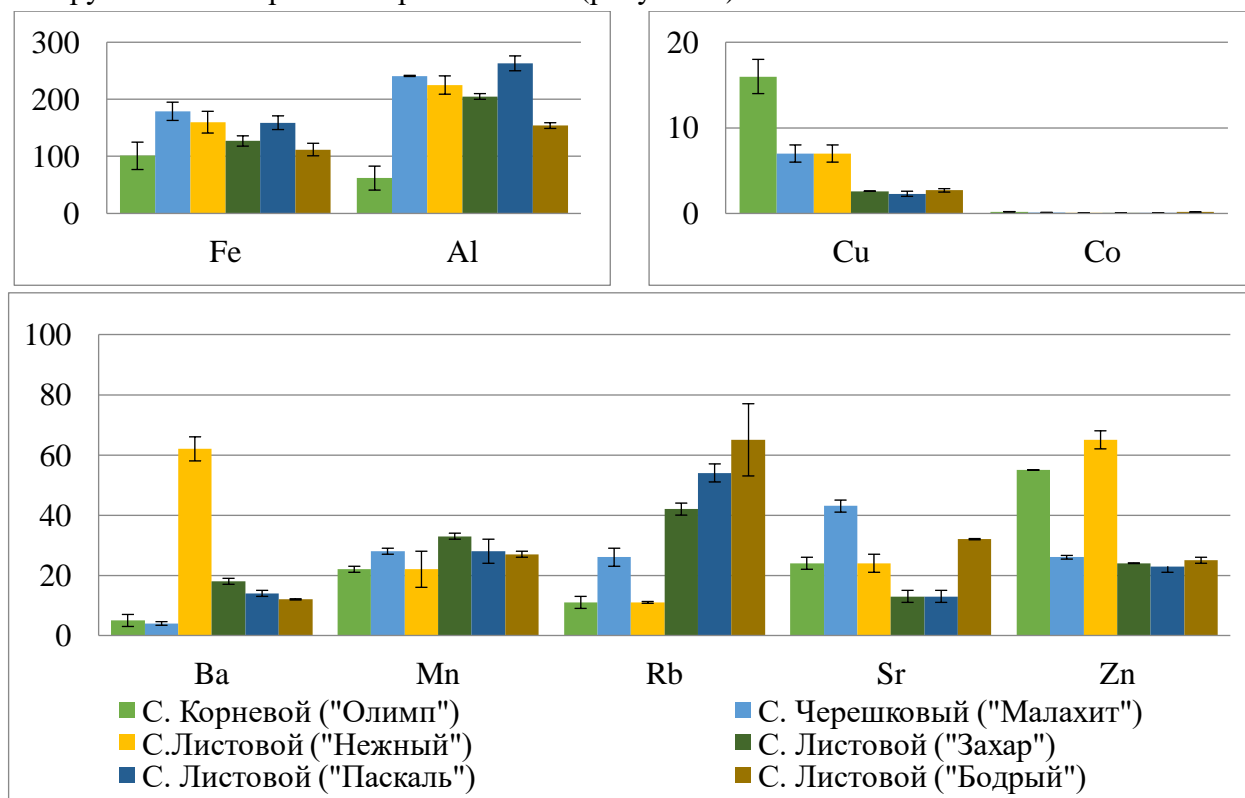 300
200
100
0
Fe Al
20
10
0
Cu Co
100
80
60
40
20
0
Ba Mn Rb Sr Zn
С. Корневой ("Олимп") С. Черешковый ("Малахит")
С.Листовой ("Нежный") С. Листовой ("Захар")
С. Листовой ("Паскаль") С. Листовой ("Бодрый")